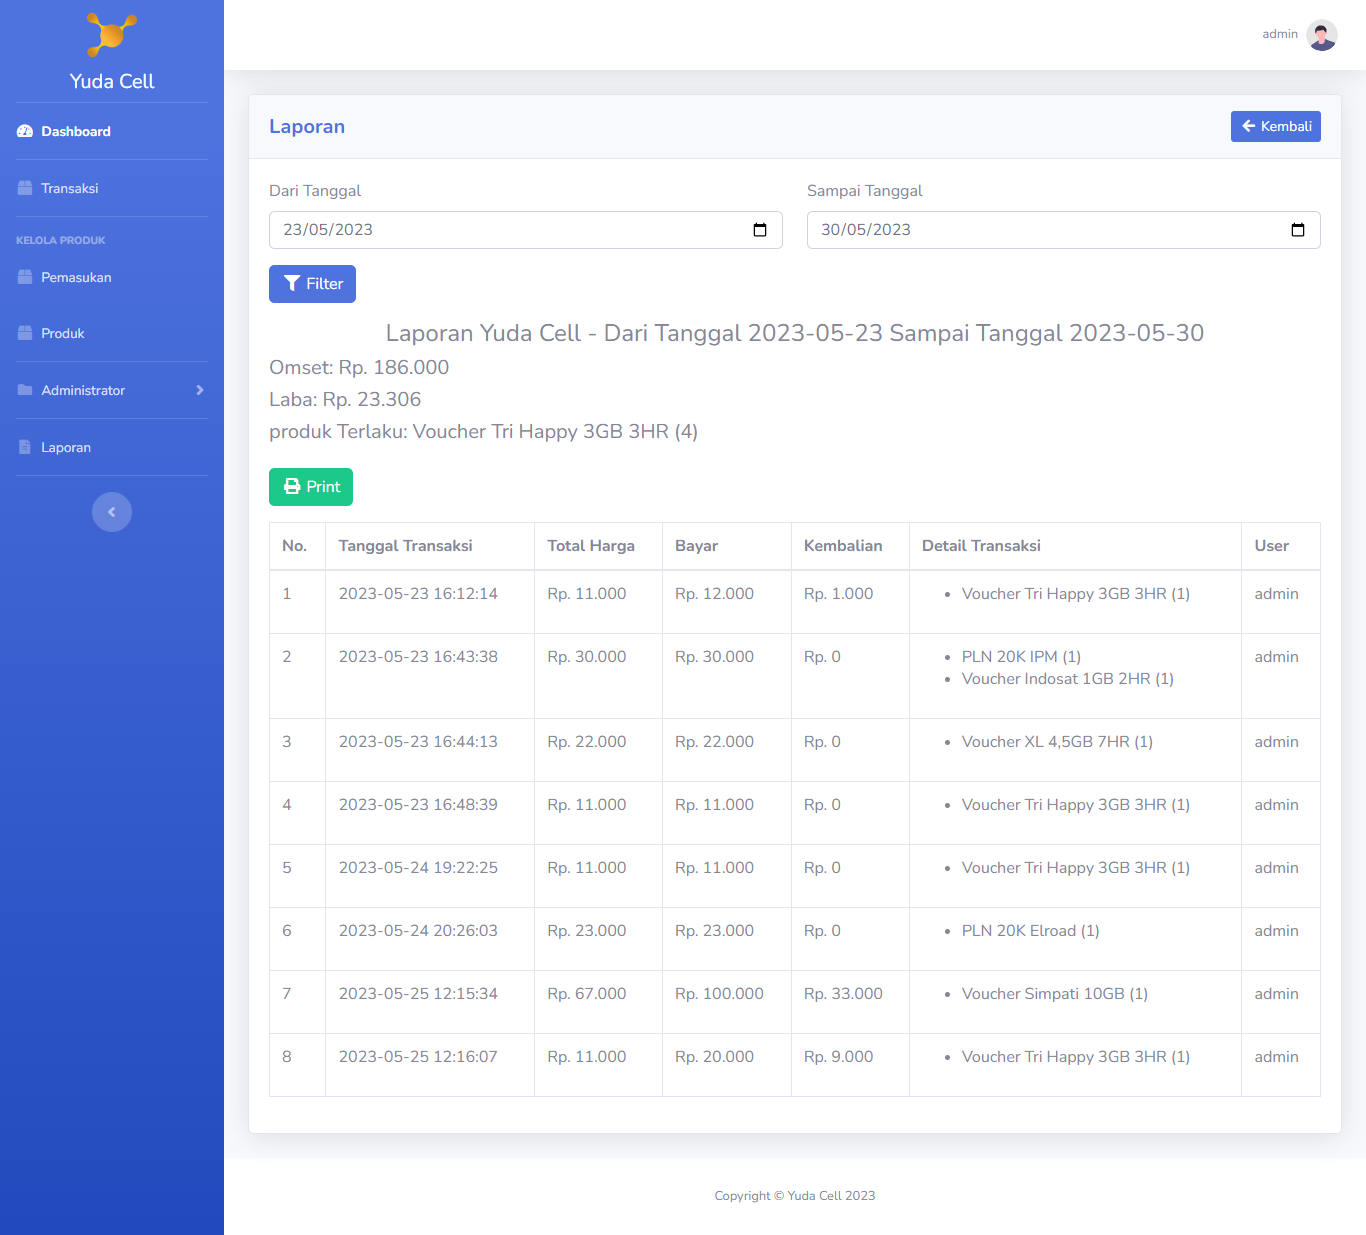 Yuda Cell
Dashboard
Transaksi
KELOLA PRODUK
Pemasukan
Produk
Administrator
Laporan
admin
Laporan
Kembali
Dari Tanggal
Sampai Tanggal
23/05/2023
30/05/2023
Filter
Laporan Yuda Cell - Dari Tanggal 2023-05-23 Sampai Tanggal 2023-05-30
Omset: Rp. 186.000
Laba: Rp. 23.306
produk Terlaku: Voucher Tri Happy 3GB 3HR (4)
Print
No. Tanggal Transaksi Total Harga Bayar Kembalian Detail Transaksi User
1 2023-05-23 16:12:14 Rp. 11.000 Rp. 12.000 Rp. 1.000 • Voucher Tri Happy 3GB 3HR (1) admin
2 2023-05-23 16:43:38 Rp. 30.000 Rp. 30.000 Rp. 0 • PLN 20K IPM (1) admin
• Voucher Indosat 1GB 2HR (1)
3 2023-05-23 16:44:13 Rp. 22.000 Rp. 22.000 Rp. 0 • Voucher XL 4,5GB 7HR (1) admin
4 2023-05-23 16:48:39 Rp. 11.000 Rp. 11.000 Rp. 0 • Voucher Tri Happy 3GB 3HR (1) admin
5 2023-05-24 19:22:25 Rp. 11.000 Rp. 11.000 Rp. 0 • Voucher Tri Happy 3GB 3HR (1) admin
6 2023-05-24 20:26:03 Rp. 23.000 Rp. 23.000 Rp. 0 • PLN 20K Elroad (1) admin
7 2023-05-25 12:15:34 Rp. 67.000 Rp. 100.000 Rp. 33.000 • Voucher Simpati 10GB (1) admin
8 2023-05-25 12:16:07 Rp. 11.000 Rp. 20.000 Rp. 9.000 • Voucher Tri Happy 3GB 3HR (1) admin
Copyright © Yuda Cell 2023